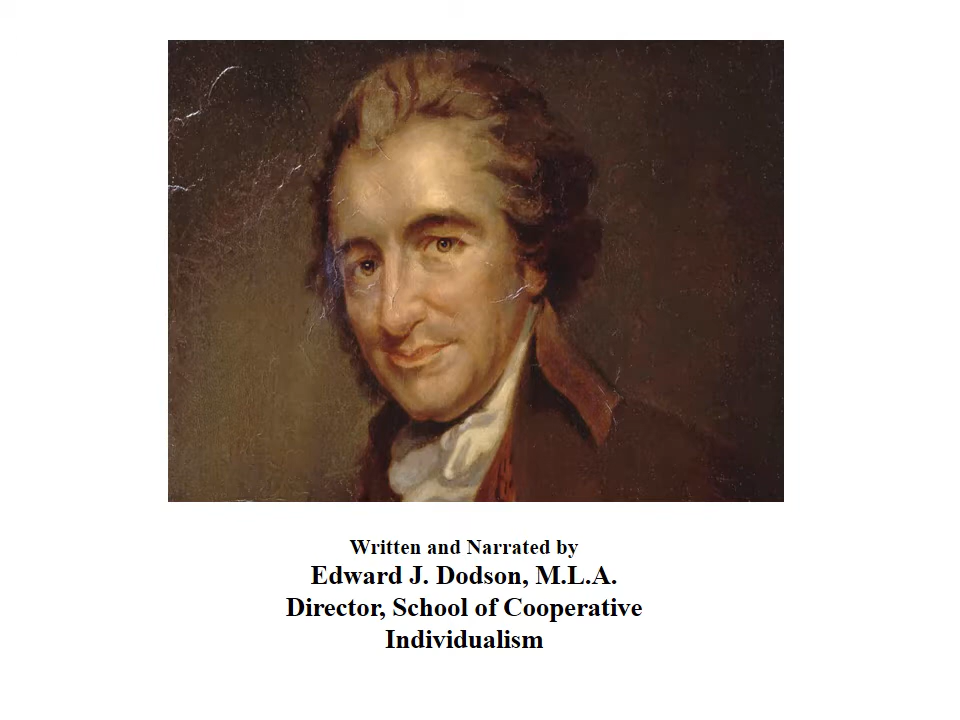 Written and Narrated by
Edward J. Dodson, M.L.A.
Director, School of Cooperative
Individualism